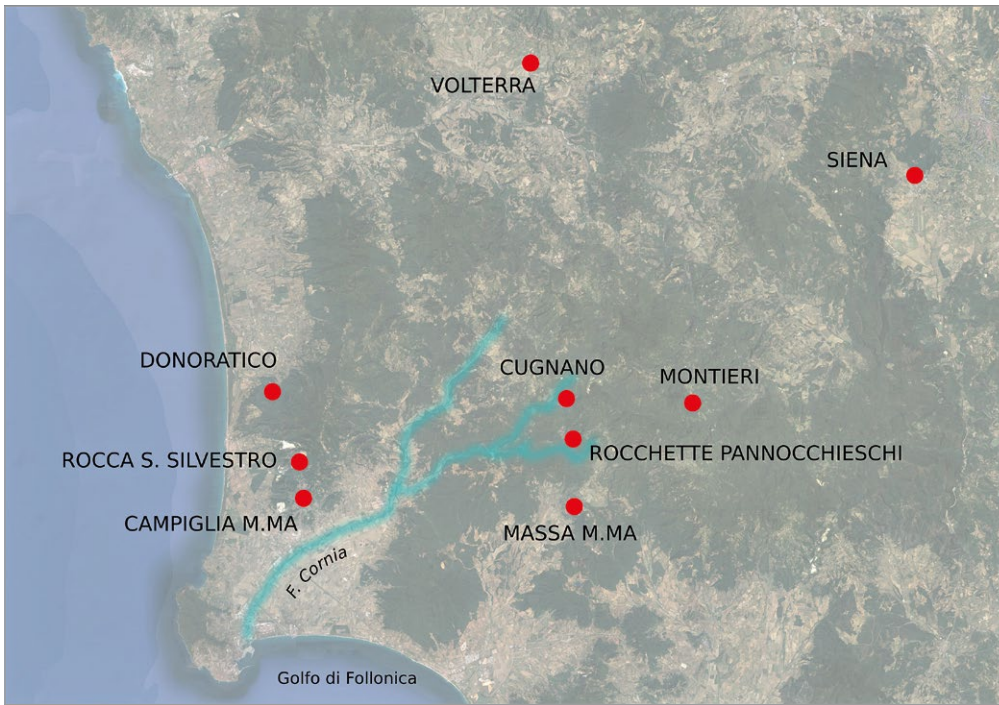 VOLTERRA
SIENA
DONORATICO
CUGNANO
MONTIERI
ROCCA S. SILVESTRO
ROCCHETTE PANNOCCHIESCHI
CAMPIGLIA M.MA
MASSA M.MA
F. Cornia
Golfo di Follonica